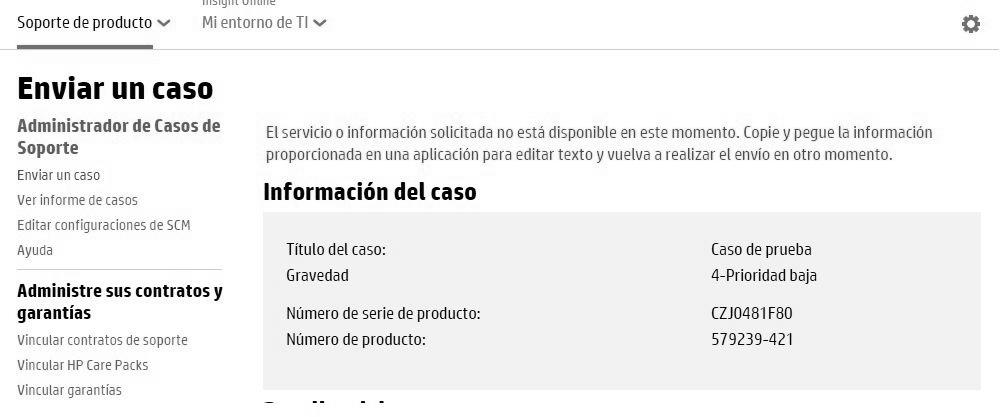 Insight Online
Soporte de producto
Mi entorno de TI
Enviar un caso
Administrador de Casos de
Soporte
Enviar un caso
Ver informe de casos
Editar configuraciones de SCM
Ayuda
Administre sus contratos y
garantías
Vincular contratos de soporte
Vincular HP Care Packs
Vincular garantías
El servicio o información solicitada no está disponible en este momento. Copie y pegue la información
proporcionada en una aplicación para editar texto y vuelva a realizar el envío en otro momento.
Información del caso
Título del caso: Caso de prueba
Gravedad 4-Prioridad baja
Número de serie de producto: CZJ0481F80
Número de producto: 579239-421